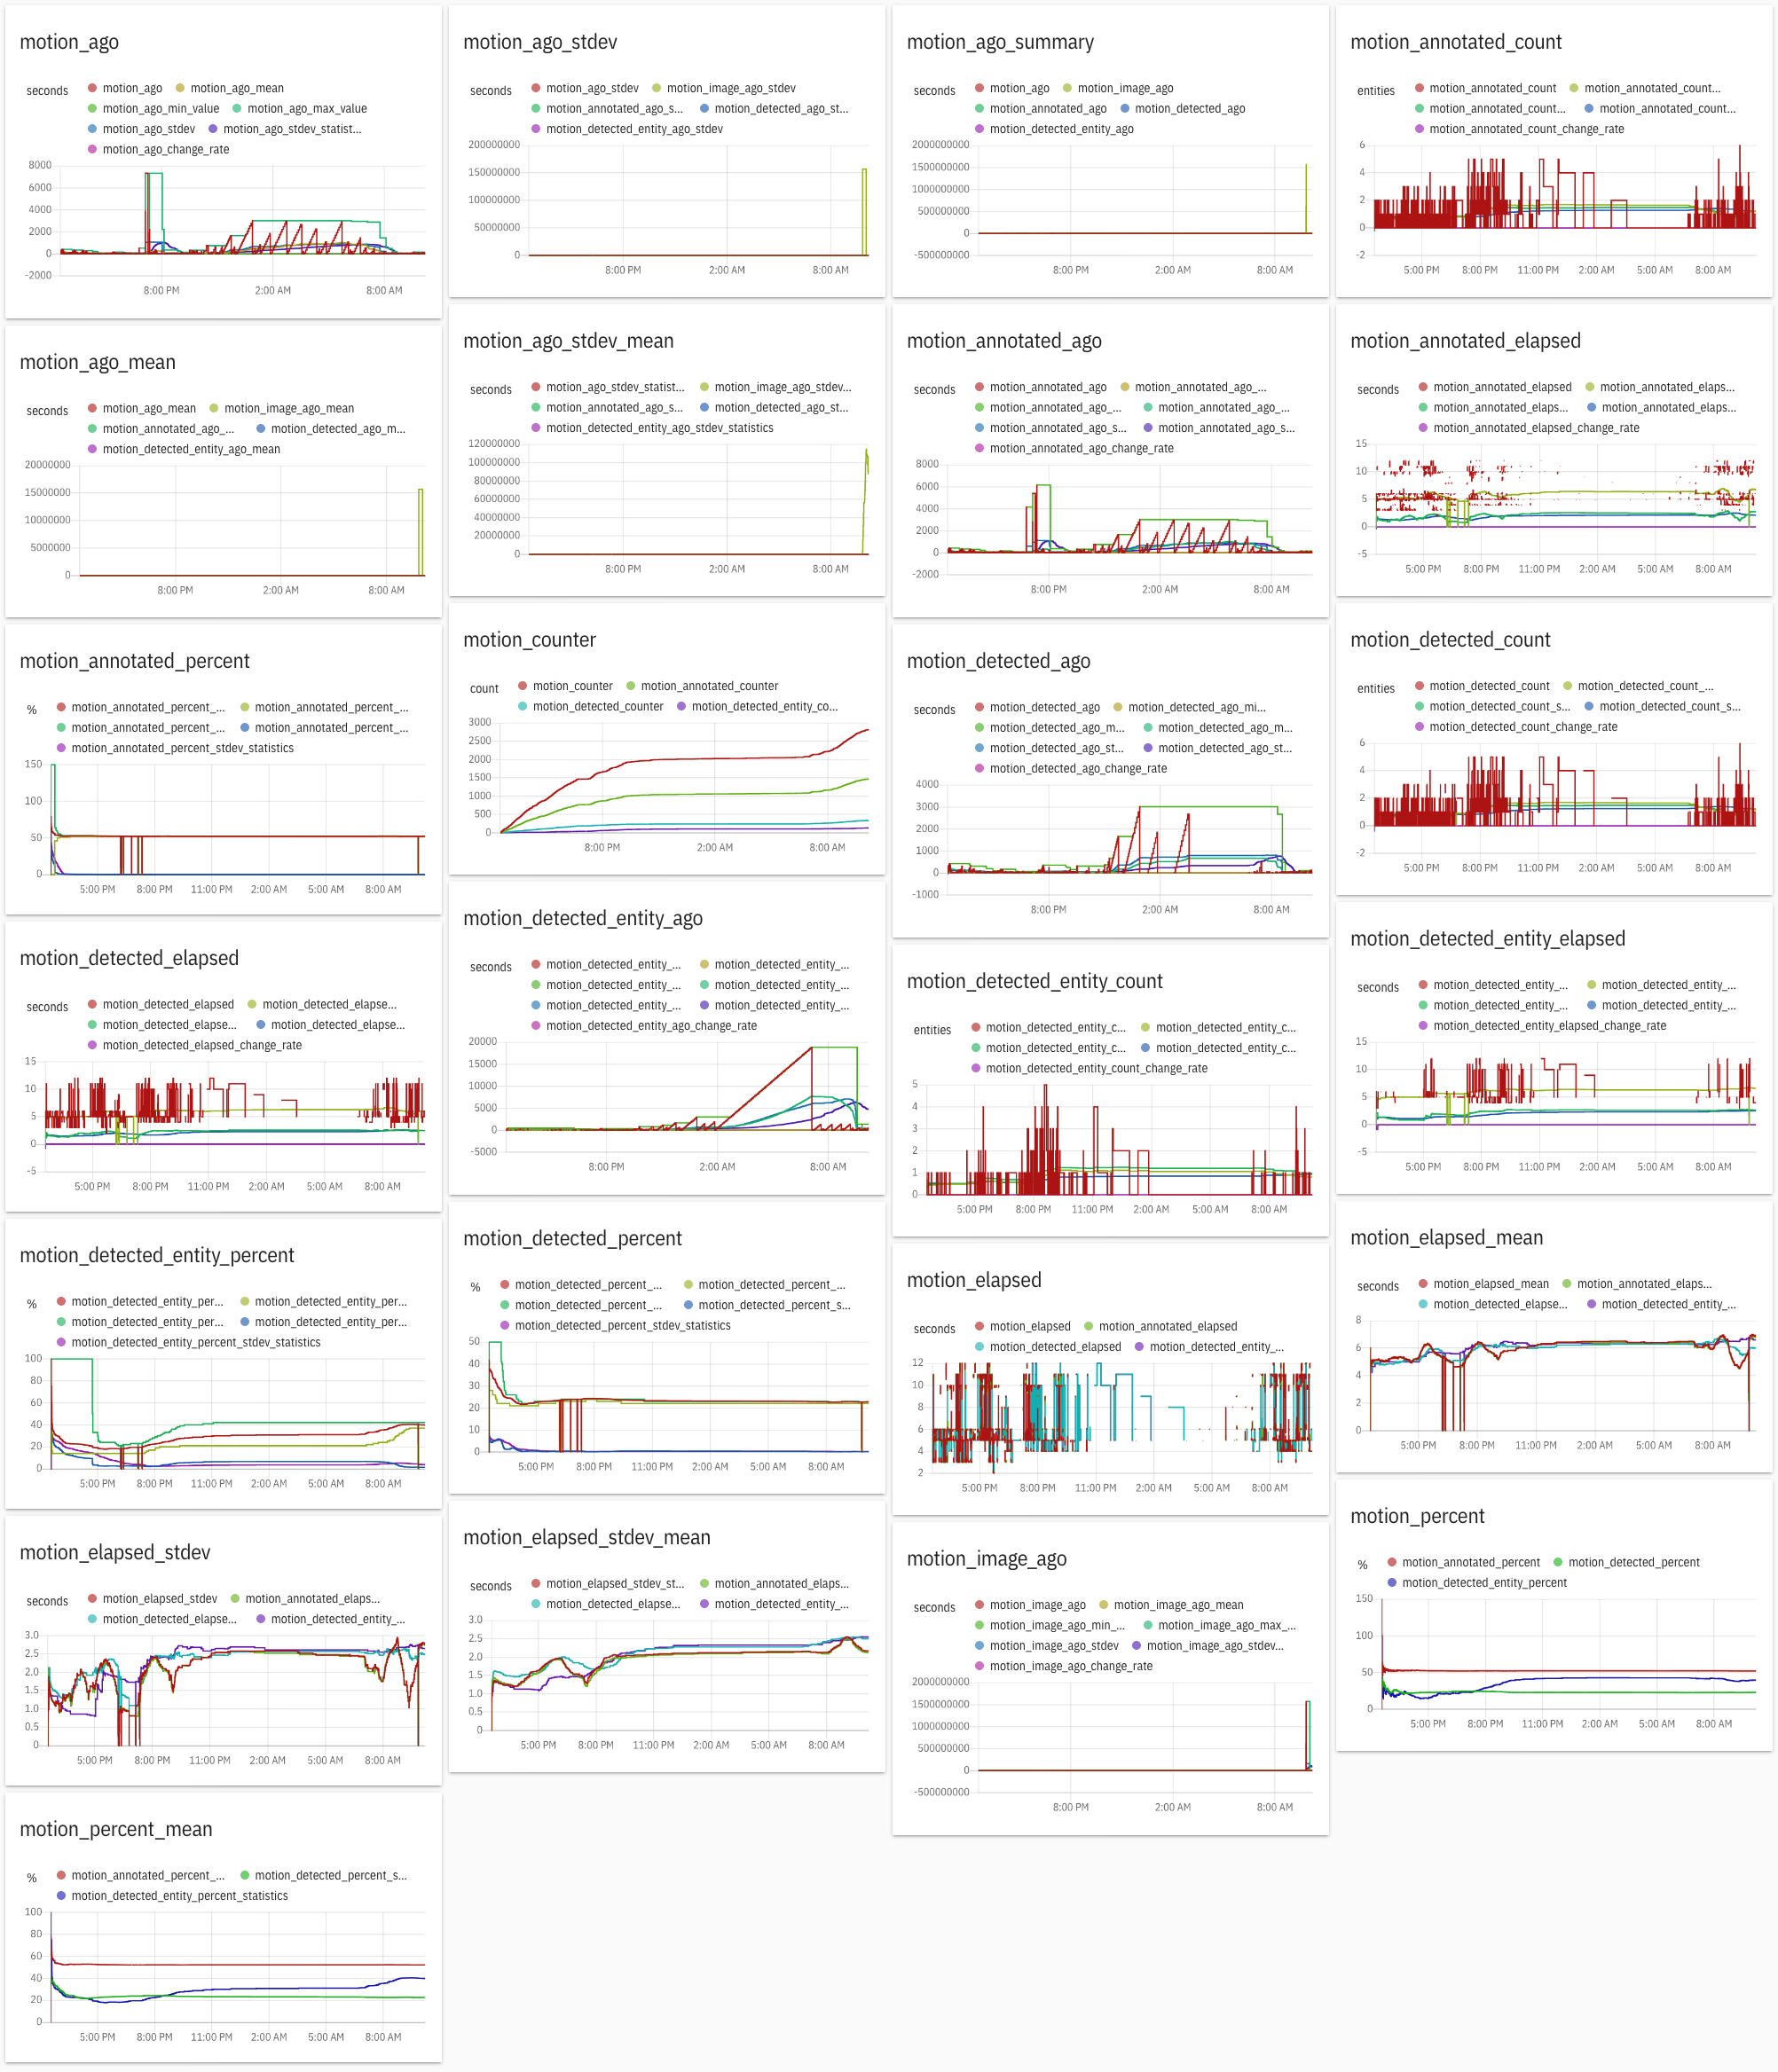 motion_ago
seconds
motion_ago
motion_ago_mean
motion_ago_min_value
motion_ago_max_value
motion_ago_stdev
motion_ago_stdev_statist...
motion_ago_change_rate
8000
6000
4000
2000
0
-2000
8:00 PM
2:00 AM
8:00 AM
motion_ago_mean
seconds
motion_ago_mean
motion_image_ago_mean
motion_annotated_ago_...
motion_detected_ago_m...
motion_detected_entity_ago_mean
20000000
15000000
10000000
5000000
0
8:00 PM
2:00 AM
8:00 AM
motion_annotated_percent
%
motion_annotated_percent_...
motion_annotated_percent_...
motion_annotated_percent_...
motion_annotated_percent_...
motion_annotated_percent_stdev_statistics
150
100
50
0
5:00 PM
8:00 PM
11:00 PM
2:00 AM
5:00 AM
8:00 AM
motion_detected_elapsed
seconds
motion_detected_elapsed
motion_detected_elapse...
motion_detected_elapse...
motion_detected_elapse...
motion_detected_elapsed_change_rate
15
10
5
0
-5
5:00 PM
8:00 PM
11:00 PM
2:00 AM
5:00 AM
8:00 AM
motion_detected_entity_percent
%
motion_detected_entity_per...
motion_detected_entity_per...
motion_detected_entity_per...
motion_detected_entity_per...
motion_detected_entity_percent_stdev_statistics
100
80
60
40
20
0
5:00 PM
8:00 PM
11:00 PM
2:00 AM
5:00 AM
8:00 AM
motion_elapsed_stdev
seconds
motion_elapsed_stdev
motion_annotated_elaps...
motion_detected_elapse...
motion_detected_entity_...
3.0
2.5
2.0
1.5
1.0
0.5
0
5:00 PM
8:00 PM
11:00 PM
2:00 AM
5:00 AM
8:00 AM
motion_percent_mean
%
motion_annotated_percent_...
motion_detected_percent_s...
motion_detected_entity_percent_statistics
100
80
60
40
20
0
5:00 PM
8:00 PM
11:00 PM
2:00 AM
5:00 AM
8:00 AM
motion_ago_stdev
seconds
motion_ago_stdev
motion_image_ago_stdev
motion_annotated_ago_s...
motion_detected_ago_st...
motion_detected_entity_ago_stdev
200000000
150000000
100000000
50000000
0
8:00 PM
2:00 AM
8:00 AM
motion_ago_stdev_mean
seconds
motion_ago_stdev_statist...
motion_image_ago_stdev...
motion_annotated_ago_s...
motion_detected_ago_st...
motion_detected_entity_ago_stdev_statistics
120000000
100000000
80000000
60000000
40000000
20000000
0
8:00 PM
2:00 AM
8:00 AM
motion_counter
count
motion_counter
motion_annotated_counter
motion_detected_counter
motion_detected_entity_co...
3000
2500
2000
1500
1000
500
0
8:00 PM
2:00 AM
8:00 AM
motion_detected_entity_ago
seconds
motion_detected_entity_...
motion_detected_entity_...
motion_detected_entity_...
motion_detected_entity_...
motion_detected_entity_...
motion_detected_entity_...
motion_detected_entity_ago_change_rate
20000
15000
10000
5000
0
-5000
8:00 PM
2:00 AM
8:00 AM
motion_detected_percent
%
motion_detected_percent_...
motion_detected_percent_...
motion_detected_percent_...
motion_detected_percent_s...
motion_detected_percent_stdev_statistics
50
40
30
20
10
0
5:00 PM
8:00 PM
11:00 PM
2:00 AM
5:00 AM
8:00 AM
motion_elapsed_stdev_mean
seconds
motion_elapsed_stdev_st...
motion_annotated_elaps...
motion_detected_elapse...
motion_detected_entity_...
3.0
2.5
2.0
1.5
1.0
0.5
0
5:00 PM
8:00 PM
11:00 PM
2:00 AM
5:00 AM
8:00 AM
motion_ago_summary
seconds
motion_ago
motion_image_ago
motion_annotated_ago
motion_detected_ago
motion_detected_entity_ago
2000000000
1500000000
1000000000
500000000
0
-500000000
8:00 PM
2:00 AM
8:00 AM
motion_annotated_ago
seconds
motion_annotated_ago
motion_annotated_ago_...
motion_annotated_ago_...
motion_annotated_ago_...
motion_annotated_ago_s...
motion_annotated_ago_s...
motion_annotated_ago_change_rate
8000
6000
4000
2000
0
-2000
8:00 PM
2:00 AM
8:00 AM
motion_detected_ago
seconds
motion_detected_ago
motion_detected_ago_mi...
motion_detected_ago_m...
motion_detected_ago_m...
motion_detected_ago_st...
motion_detected_ago_st...
motion_detected_ago_change_rate
4000
3000
2000
1000
0
-1000
8:00 PM
2:00 AM
8:00 AM
motion_detected_entity_count
entities
motion_detected_entity_c...
motion_detected_entity_c...
motion_detected_entity_c...
motion_detected_entity_c...
motion_detected_entity_count_change_rate
5
4
3
2
1
0
5:00 PM
8:00 PM
11:00 PM
2:00 AM
5:00 AM
8:00 AM
motion_elapsed
seconds
motion_elapsed
motion_annotated_elapsed
motion_detected_elapsed
motion_detected_entity_...
12
10
8
6
4
2
5:00 PM
8:00 PM
11:00 PM
2:00 AM
5:00 AM
8:00 AM
motion_image_ago
seconds
motion_image_ago
motion_image_ago_mean
motion_image_ago_min_...
motion_image_ago_max_...
motion_image_ago_stdev
motion_image_ago_stdev...
motion_image_ago_change_rate
2000000000
1500000000
1000000000
500000000
0
-500000000
8:00 PM
2:00 AM
8:00 AM
motion_annotated_count
entities
motion_annotated_count
motion_annotated_count...
motion_annotated_count...
motion_annotated_count...
motion_annotated_count_change_rate
6
4
2
0
-2
5:00 PM
8:00 PM
11:00 PM
2:00 AM
5:00 AM
8:00 AM
motion_annotated_elapsed
seconds
motion_annotated_elapsed
motion_annotated_elaps...
motion_annotated_elaps...
motion_annotated_elaps...
motion_annotated_elapsed_change_rate
15
10
5
0
-5
5:00 PM
8:00 PM
11:00 PM
2:00 AM
5:00 AM
8:00 AM
motion_detected_count
entities
motion_detected_count
motion_detected_count_...
motion_detected_count_s...
motion_detected_count_s...
motion_detected_count_change_rate
6
4
2
0
-2
5:00 PM
8:00 PM
11:00 PM
2:00 AM
5:00 AM
8:00 AM
motion_detected_entity_elapsed
seconds
motion_detected_entity_...
motion_detected_entity_...
motion_detected_entity_...
motion_detected_entity_...
motion_detected_entity_elapsed_change_rate
15
10
5
0
-5
5:00 PM
8:00 PM
11:00 PM
2:00 AM
5:00 AM
8:00 AM
motion_elapsed_mean
seconds
motion_elapsed_mean
motion_annotated_elaps...
motion_detected_elapse...
motion_detected_entity_...
8
6
4
2
0
5:00 PM
8:00 PM
11:00 PM
2:00 AM
5:00 AM
8:00 AM
motion_percent
%
motion_annotated_percent
motion_detected_percent
motion_detected_entity_percent
150
100
50
0
5:00 PM
8:00 PM
11:00 PM
2:00 AM
5:00 AM
8:00 AM